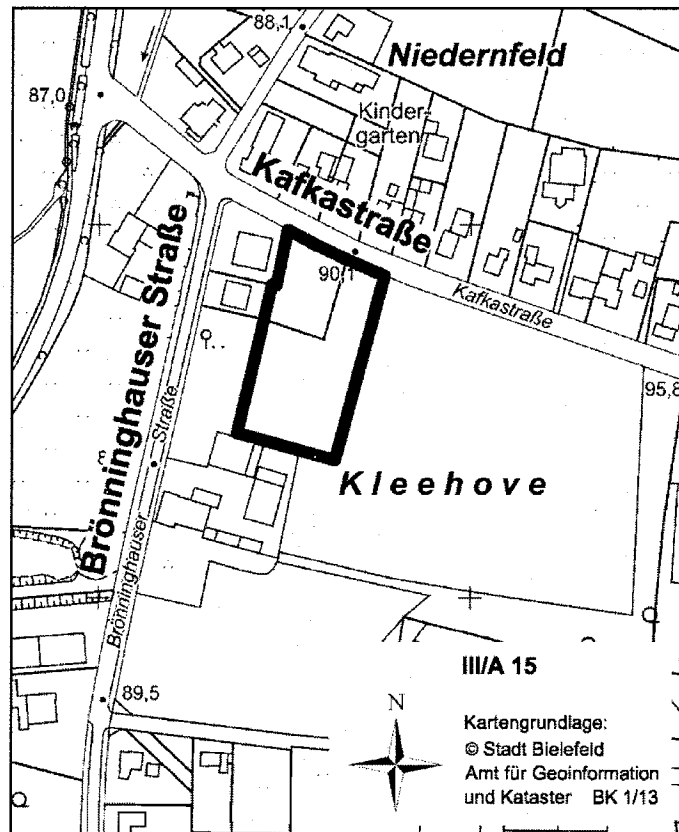 88,1
Niedernfeld
87,0
Kinder-
garten
Kafkastraße
90,1
Kafkastraße
Brönninghauser Straße
Brönninghauser Straße
95,8
Kleehove
III/A 15
89,5
N
Kartengrundlage:
© Stadt Bielefeld
Amt für Geoinformation
und Kataster BK 1/13